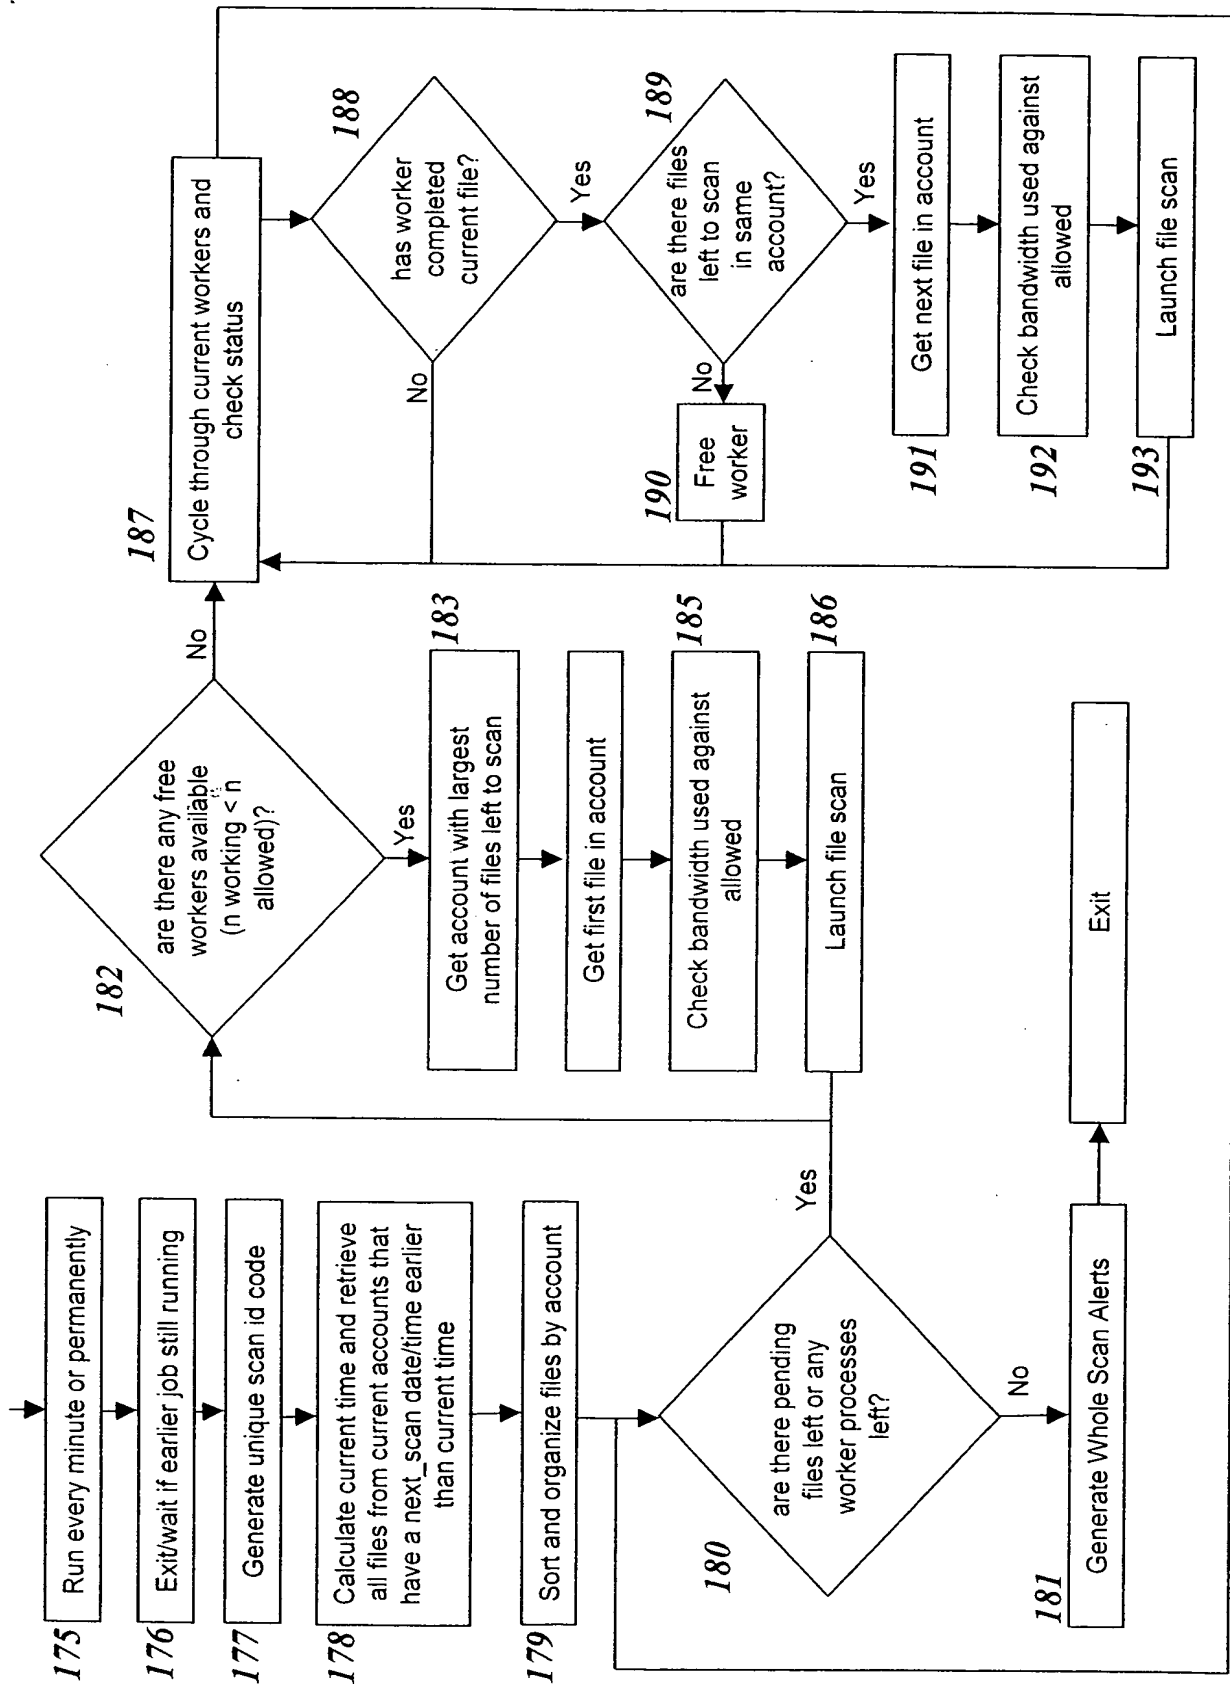 175
Run every minute or permanently
176
Exit/wait if earlier job still running
177
Generate unique scan id code
178
Calculate current time and retrieve
all files from current accounts that
have a next_scan date/time earlier
than current time
179
Sort and organize files by account
180
are there pending
files left or any
worker processes
left?
Yes
No
181
Generate Whole Scan Alerts
Exit
182
are there any free
workers available
(n working < n
allowed)?
No
Yes
183
Get account with largest
number of files left to scan
Get first file in account
185
Check bandwidth used against
allowed
186
Launch file scan
187
Cycle through current workers and
check status
188
has worker
completed
current file?
No
Yes
189
are there files
left to scan
in same
account?
No
Yes
190
Free
worker
191
Get next file in account
192
Check bandwidth used against
allowed
193
Launch file scan